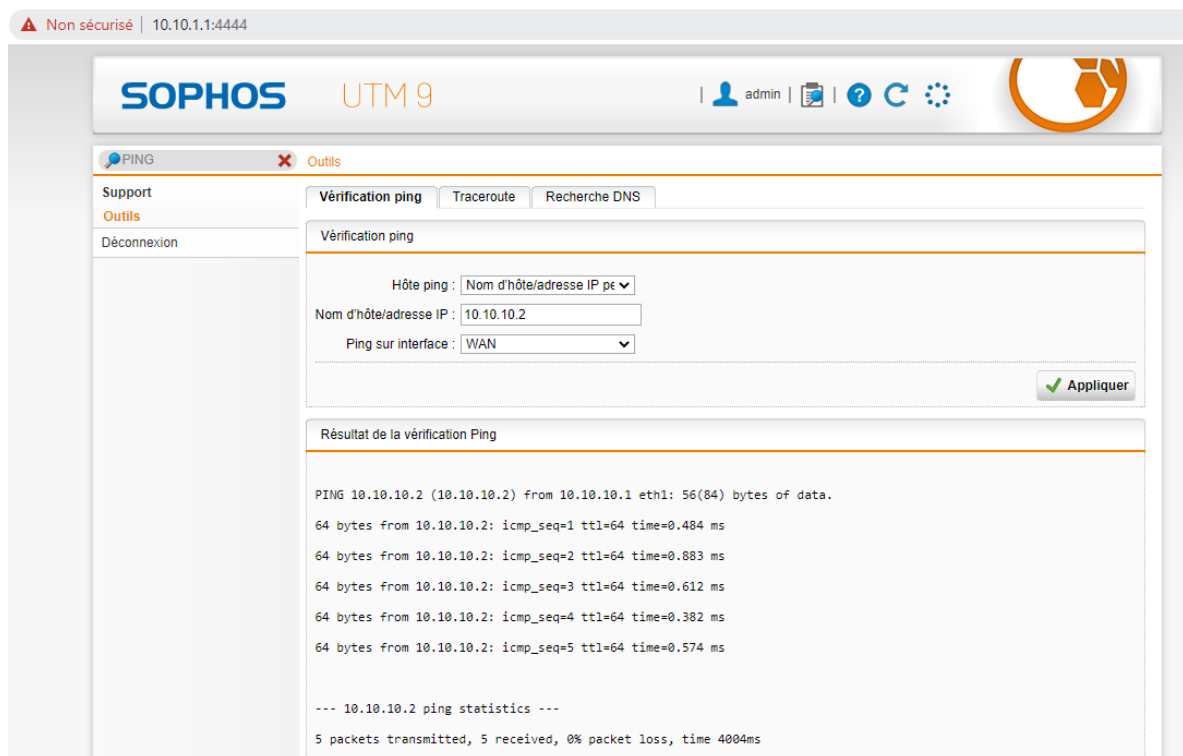 Non sécurisé | 10.10.1.1:4444
SOPHOS UTM 9 | admin | | ?
PING
Outils
Support
Outils
Déconnexion
Vérification ping Traceroute Recherche DNS
Vérification ping
Hôte ping : Nom d'hôte/adresse IP pe
Nom d'hôte/adresse IP : 10.10.10.2
Ping sur interface : WAN
Appliquer
Résultat de la vérification Ping
PING 10.10.10.2 (10.10.10.2) from 10.10.10.1 eth1: 56(84) bytes of data.
64 bytes from 10.10.10.2: icmp_seq=1 ttl=64 time=0.484 ms
64 bytes from 10.10.10.2: icmp_seq=2 ttl=64 time=0.883 ms
64 bytes from 10.10.10.2: icmp_seq=3 ttl=64 time=0.612 ms
64 bytes from 10.10.10.2: icmp_seq=4 ttl=64 time=0.382 ms
64 bytes from 10.10.10.2: icmp_seq=5 ttl=64 time=0.574 ms
--- 10.10.10.2 ping statistics ---
5 packets transmitted, 5 received, 0% packet loss, time 4004ms